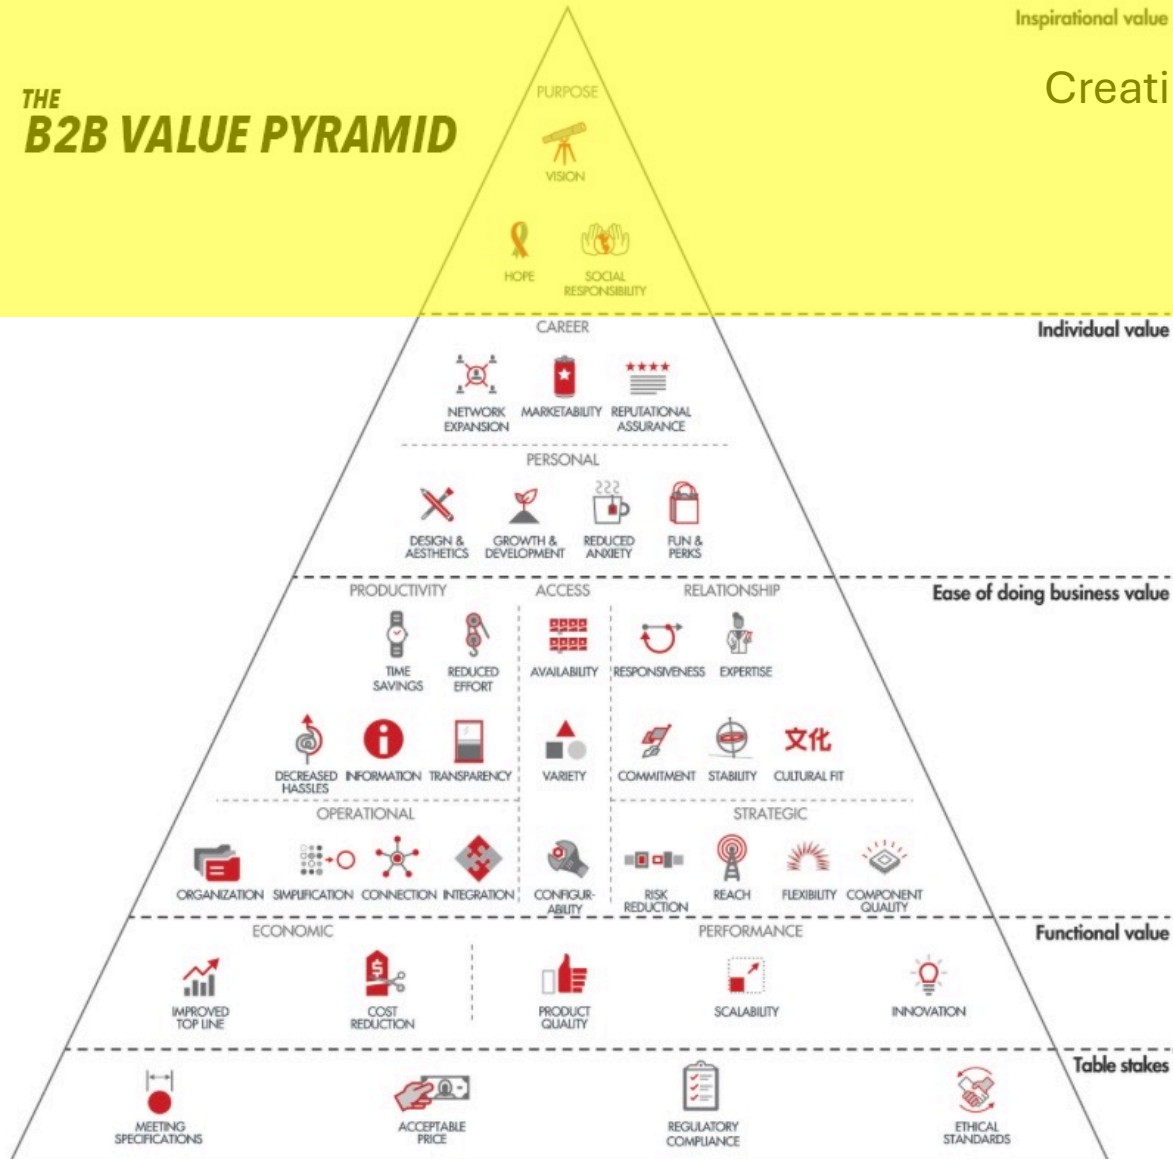 Inspirational value
Creati
THE
B2B VALUE PYRAMID
PURPOSE
VISION
HOPE
SOCIAL
RESPONSIBILITY
Individual value
CAREER
NETWORK
EXPANSION
MARKETABILITY
REPUTATIONAL
ASSURANCE
PERSONAL
DESIGN &
AESTHETICS
GROWTH &
DEVELOPMENT
REDUCED
ANXIETY
FUN &
PERKS
Ease of doing business value
PRODUCTIVITY
ACCESS
RELATIONSHIP
TIME
SAVINGS
REDUCED
EFFORT
AVAILABILITY
RESPONSIVENESS
EXPERTISE
文化
DECREASED
HASSLES
INFORMATION
TRANSPARENCY
VARIETY
COMMITMENT
STABILITY
CULTURAL FIT
OPERATIONAL
STRATEGIC
ORGANIZATION
SIMPLIFICATION
CONNECTION
INTEGRATION
CONFIGUR-
ABILITY
RISK
REDUCTION
REACH
FLEXIBILITY
COMPONENT
QUALITY
Functional value
ECONOMIC
PERFORMANCE
$
IMPROVED
TOP LINE
COST
REDUCTION
PRODUCT
QUALITY
SCALABILITY
INNOVATION
Table stakes
MEETING
SPECIFICATIONS
ACCEPTABLE
PRICE
REGULATORY
COMPLIANCE
ETHICAL
STANDARDS